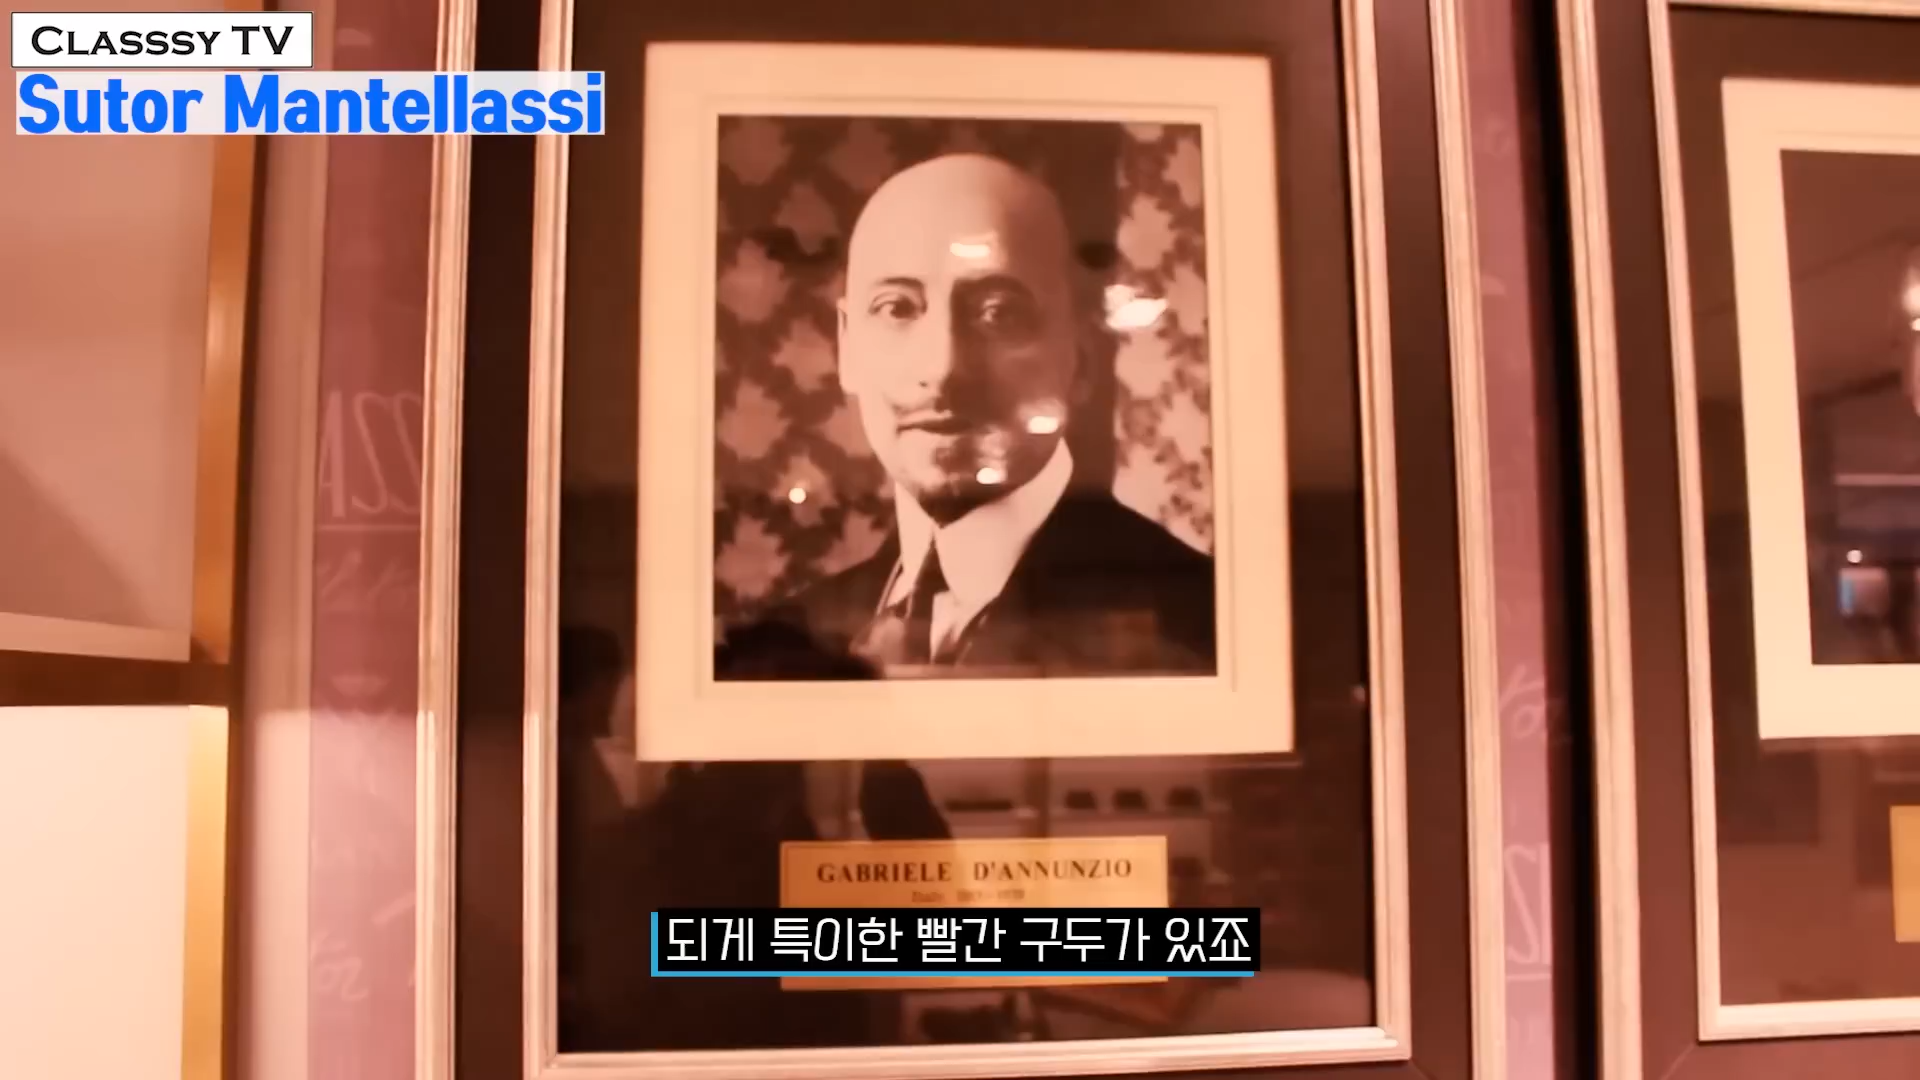 CLASSSY TV
Sutor Mantellassi
GABRIELE D'ANNUNZIO
되게 특이한 빨간 구두가 있죠